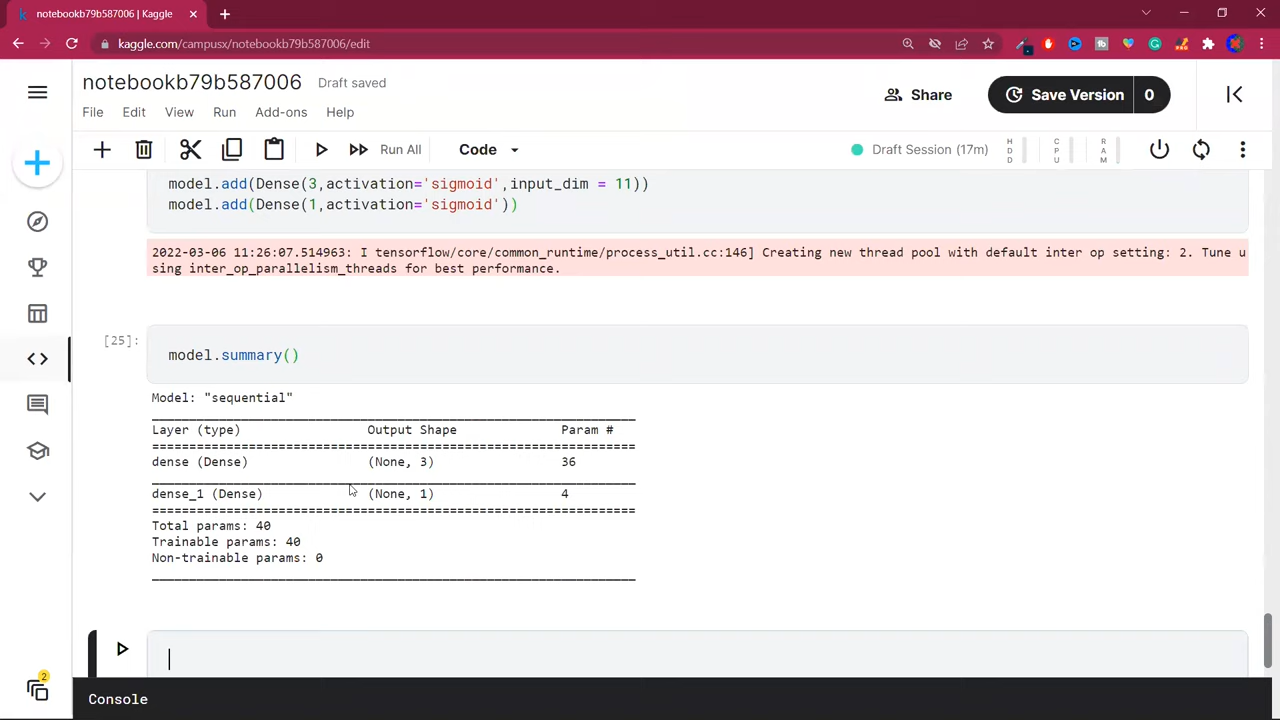 notebookb79b587006 | Kaggle
kaggle.com/campusx/notebookb79b587006/edit
notebookb79b587006 Draft saved
Share
Save Version 0
File Edit View Run Add-ons Help
Run All
Code
Draft Session (17m)
HDD
CPU
RAM
model.add(Dense(3,activation='sigmoid',input_dim = 11))
model.add(Dense(1,activation='sigmoid'))
2022-03-06 11:26:07.514963: I tensorflow/core/common_runtime/process_util.cc:146] Creating new thread pool with default inter op setting: 2. Tune u
sing inter_op_parallelism_threads for best performance.
[25]:
model.summary()
Model: "sequential"
Layer (type) Output Shape Param #
dense (Dense) (None, 3) 36
dense_1 (Dense) (None, 1) 4
Total params: 40
Trainable params: 40
Non-trainable params: 0
2
Console